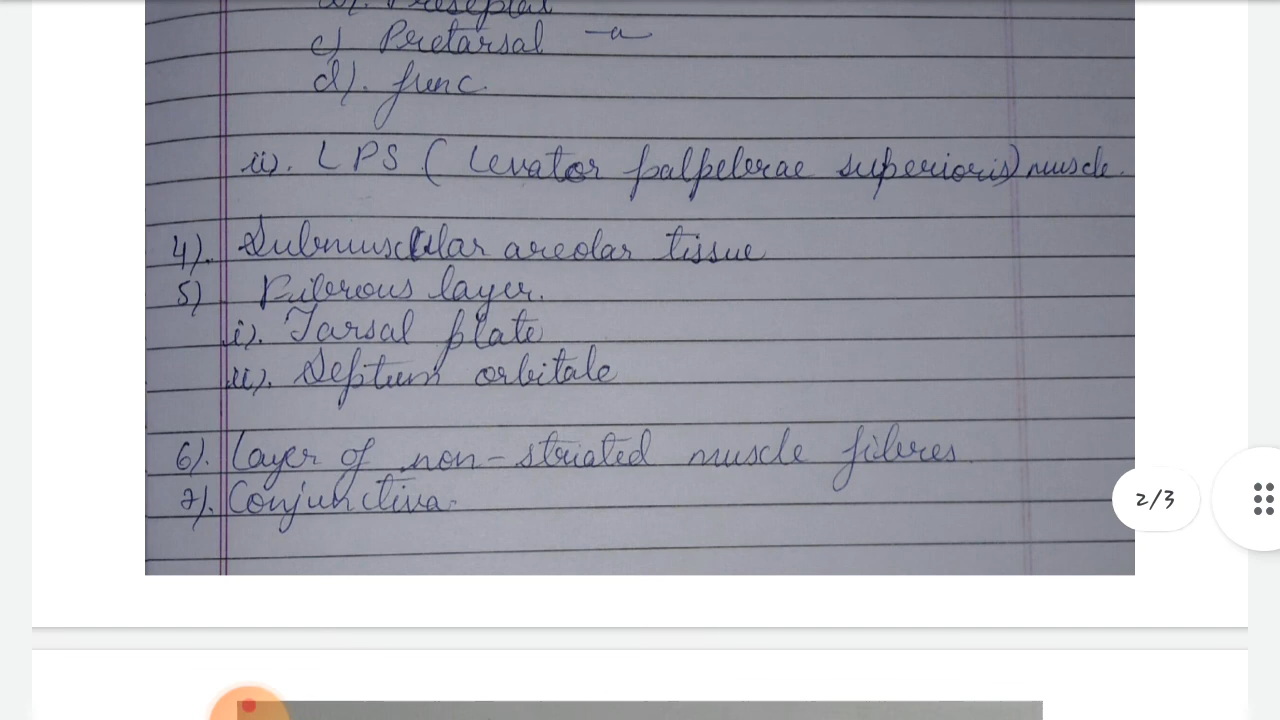 b). Preseptal
c) Pretarsal —a—
d). func.
ii). LPS ( Levator palpebrae superioris) muscle.
4). Submuscular areolar tissue
5) Fibrous layer.
i). Tarsal plate
ii). Septum orbitale
6). Layer of non-striated muscle fibres
7). Conjunctiva.
2/3